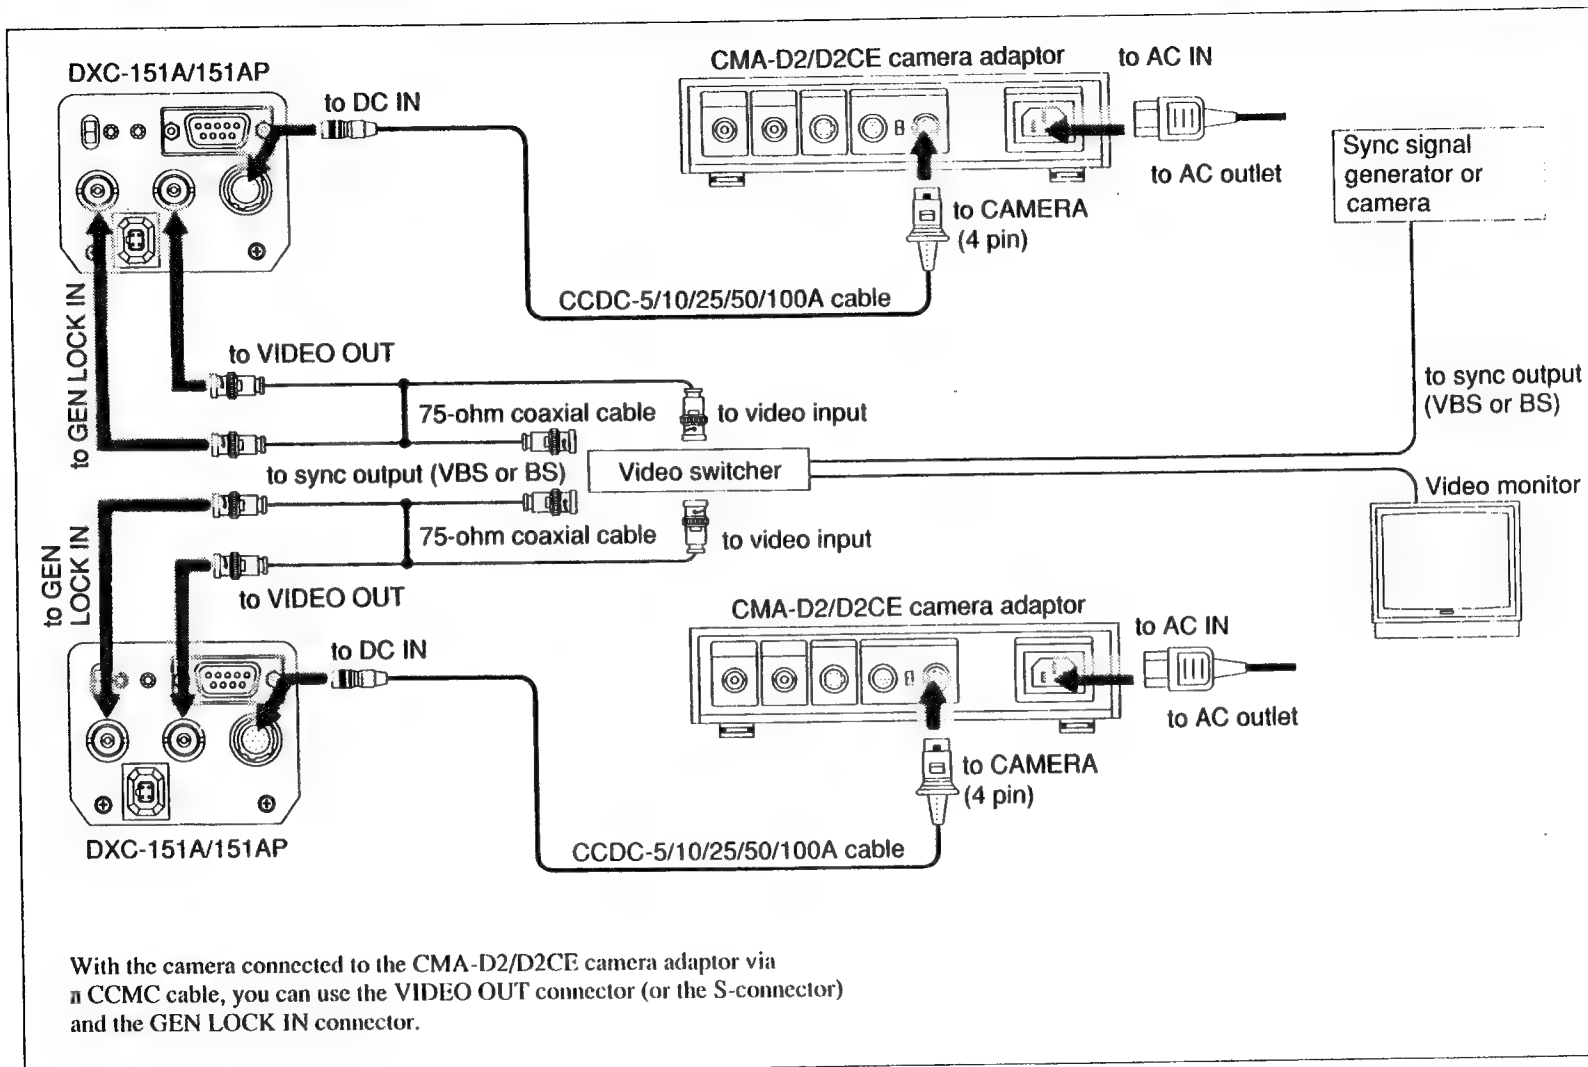 DXC-151A/151AP
to DC IN
CMA-D2/D2CE camera adaptor
to AC IN
to AC outlet
Sync signal
generator or
camera
to CAMERA
(4 pin)
CCDC-5/10/25/50/100A cable
to GEN LOCK IN
to VIDEO OUT
75-ohm coaxial cable
to video input
to sync output
(VBS or BS)
to sync output (VBS or BS)
Video switcher
Video monitor
75-ohm coaxial cable
to video input
to GEN
LOCK IN
to VIDEO OUT
CMA-D2/D2CE camera adaptor
to DC IN
to AC IN
to AC outlet
to CAMERA
(4 pin)
DXC-151A/151AP
CCDC-5/10/25/50/100A cable
With the camera connected to the CMA-D2/D2CE camera adaptor via
a CCMC cable, you can use the VIDEO OUT connector (or the S-connector)
and the GEN LOCK IN connector.